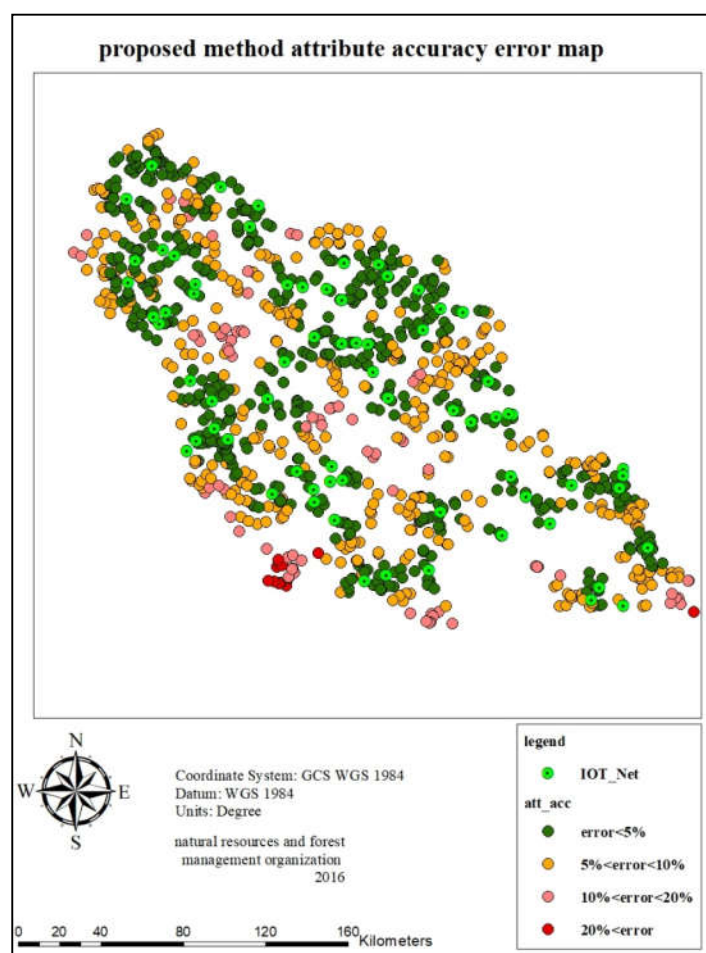 proposed method attribute accuracy error map
N
W E
S
Coordinate System: GCS WGS 1984
Datum: WGS 1984
Units: Degree
natural resources and forest
management organization
2016
0 10 20 40 80 120 160
Kilometers
legend
IOT_Net
att_acc
error<5%
5%<error<10%
10%<error<20%
20%<error